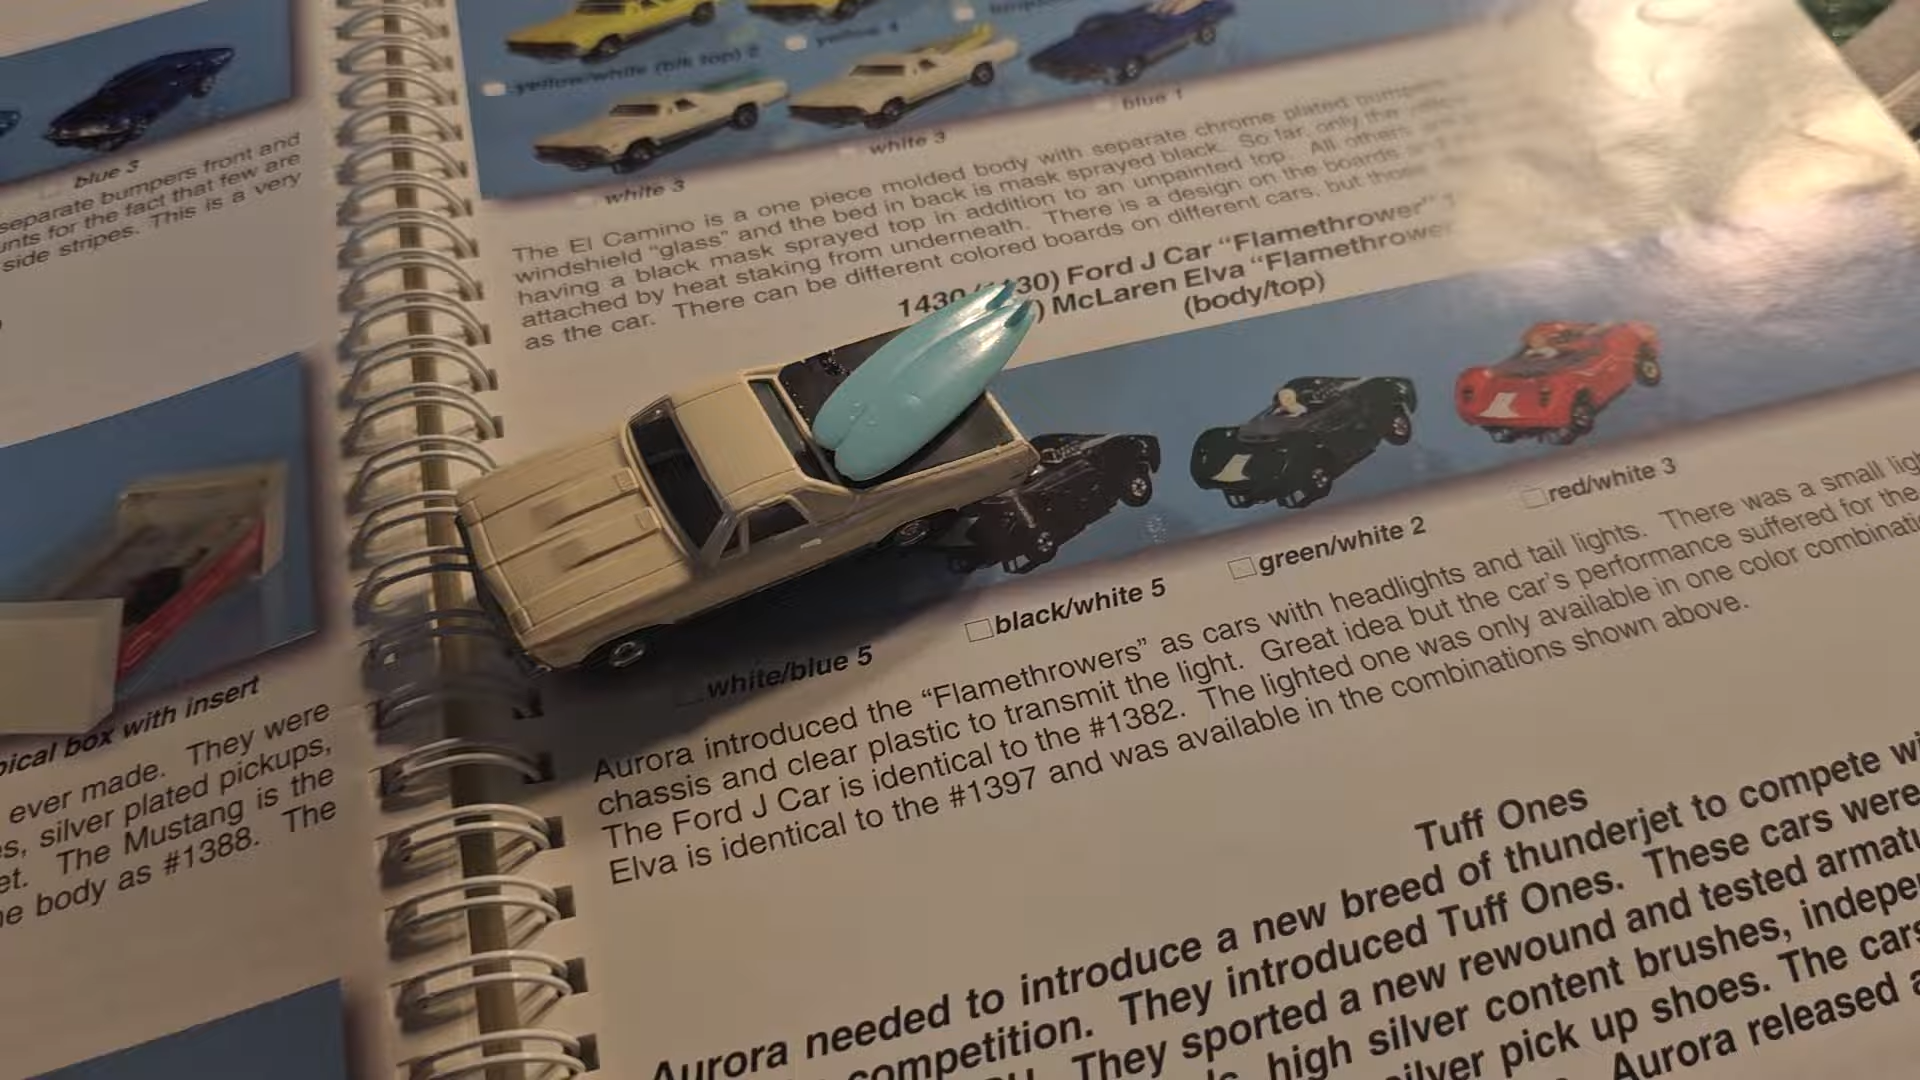 blue 3
separate bumpers front and
unts for the fact that few are
side stripes. This is a very
pical box with insert
ever made. They were
es, silver plated pickups,
et. The Mustang is the
e body as #1388. The
yellow/white (blk top) 2
yellow 4
white 3
white 3
blue 1
The El Camino is a one piece molded body with separate chrome plated bumpers
windshield "glass" and the bed in back is mask sprayed black. So far, only the
having a black mask sprayed top in addition to an unpainted top. All others
attached by heat staking from underneath. There is a design on the boards
as the car. There can be different colored boards on different cars, but those
1430 30) Ford J Car "Flamethrower"
) McLaren Elva "Flamethrower
(body/top)
white/blue 5
black/white 5
green/white 2
red/white 3
Aurora introduced the "Flamethrowers" as cars with headlights and tail lights. There was a small lig
chassis and clear plastic to transmit the light. Great idea but the car's performance suffered for the
The Ford J Car is identical to the #1382. The lighted one was only available in one color combinatio
Elva is identical to the #1397 and was available in the combinations shown above.
Tuff Ones
Aurora needed to introduce a new breed of thunderjet to compete wi
competition. They introduced Tuff Ones. These cars were
They sported a new rewound and tested armatu
high silver content brushes, indepe
silver pick up shoes. The cars
Aurora released a